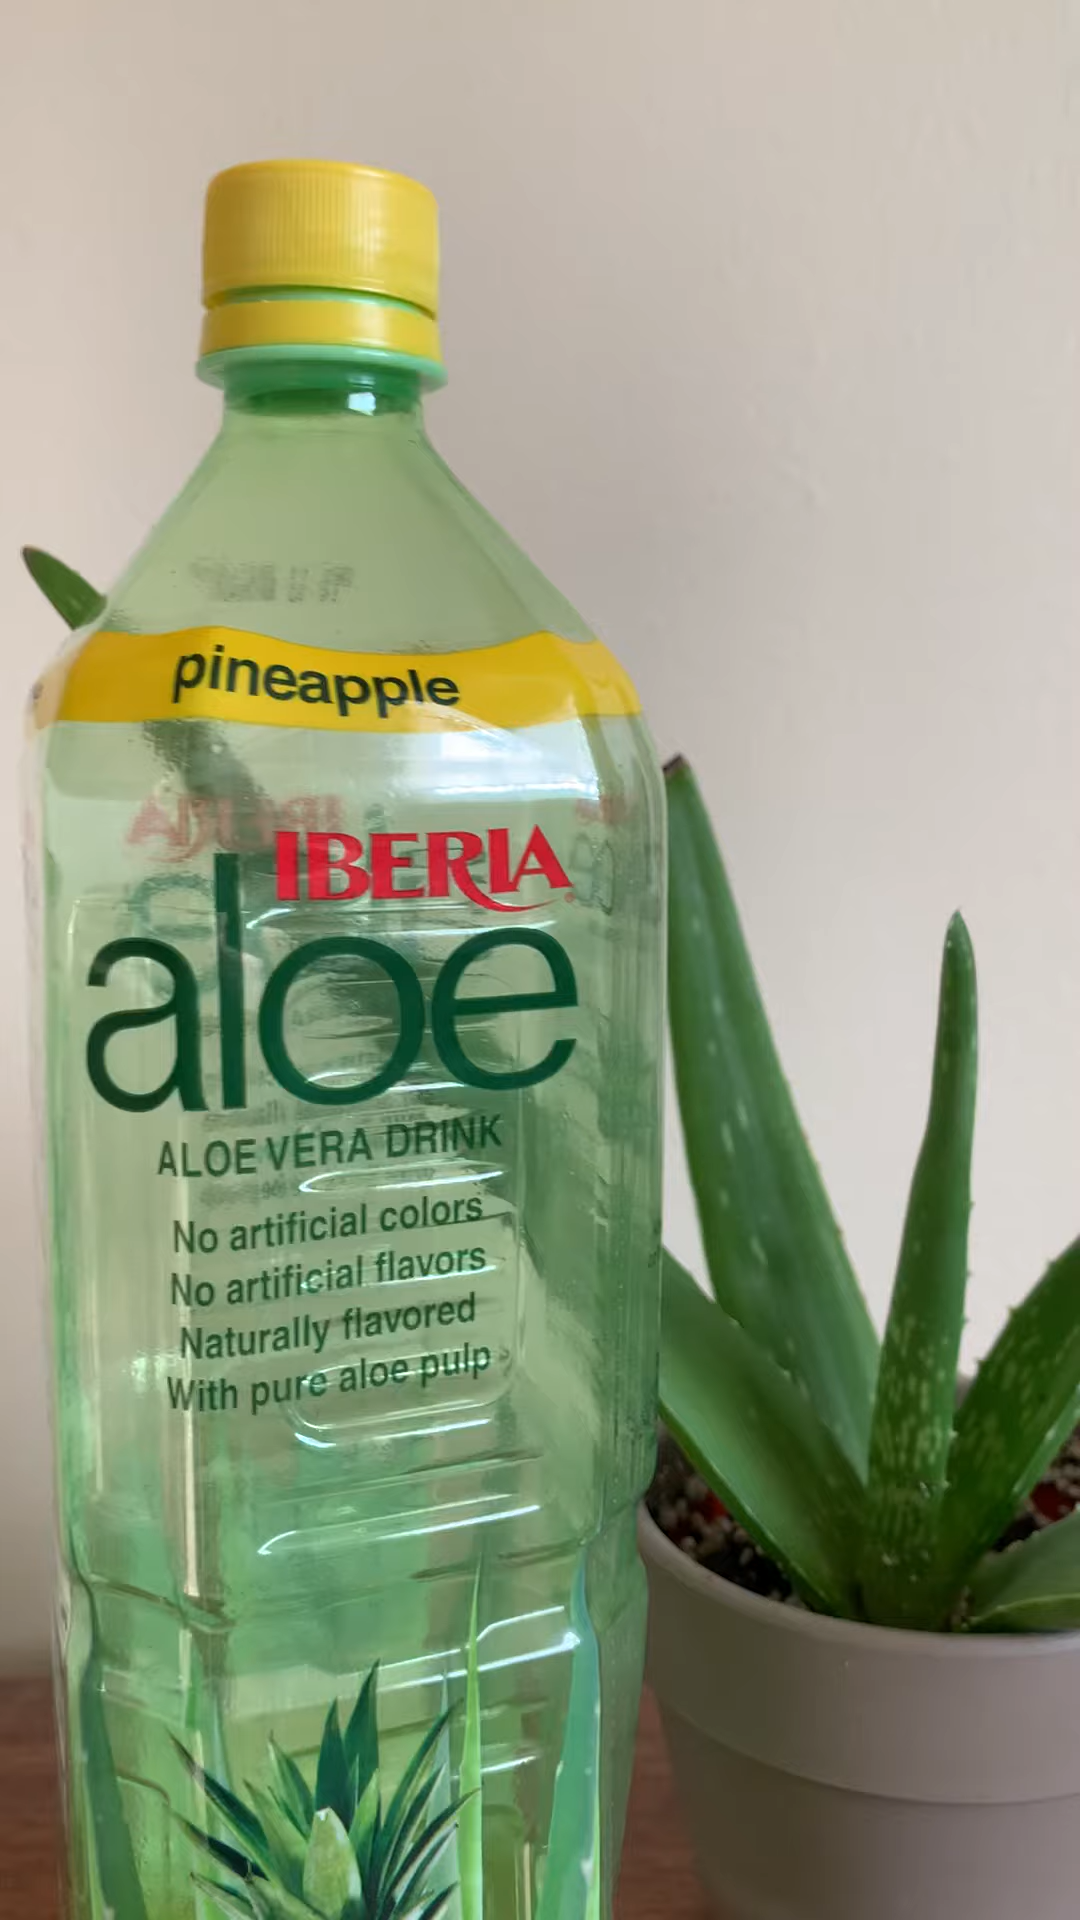 pineapple
IBERIA
aloe
ALOE VERA DRINK
No artificial colors
No artificial flavors
Naturally flavored
With pure aloe pulp